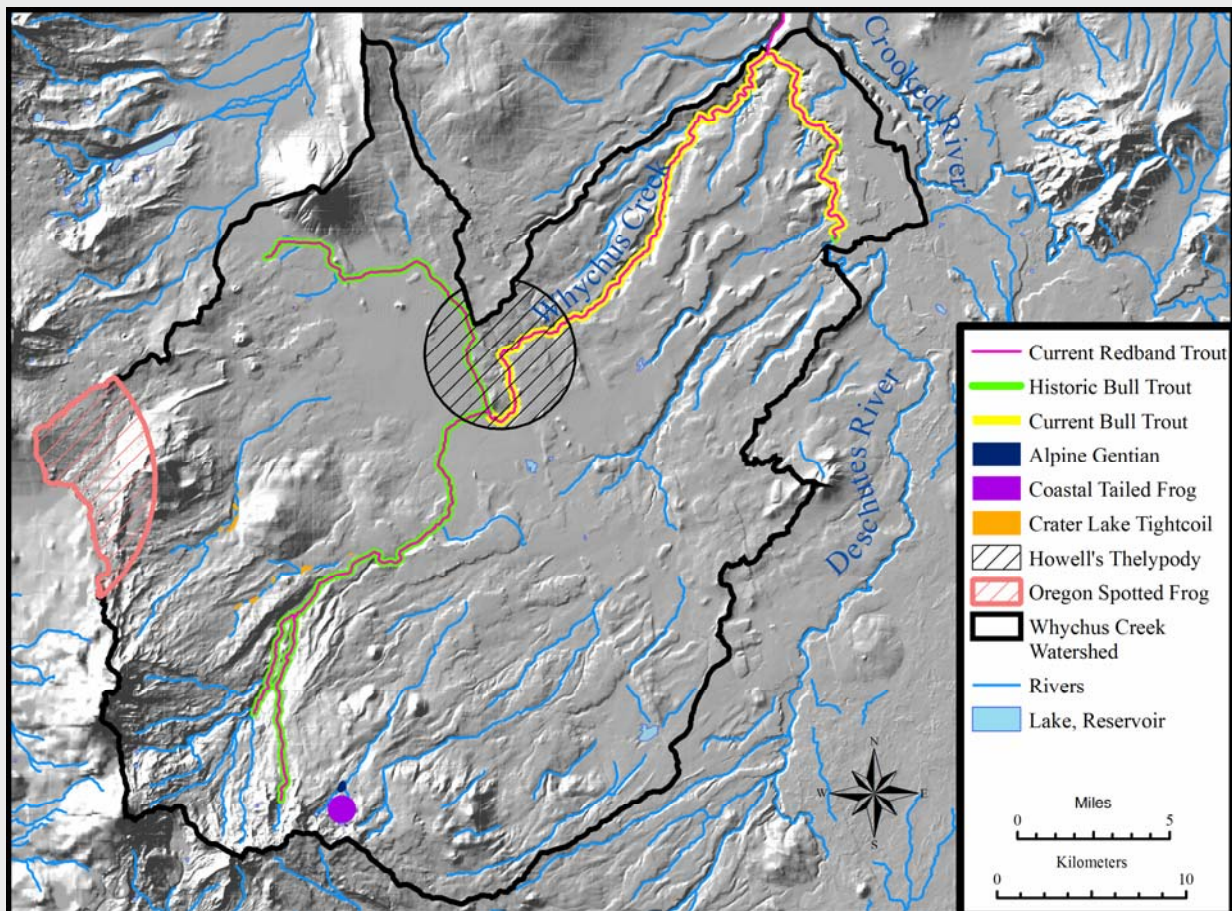 Crooked River
Whychus Creek
Deschutes River
Current Redband Trout
Historic Bull Trout
Current Bull Trout
Alpine Gentian
Coastal Tailed Frog
Crater Lake Tightcoil
Howell's Thelypody
Oregon Spotted Frog
Whychus Creek
Watershed
Rivers
Lake, Reservoir
N
W
E
S
Miles
0 5
Kilometers
0 10